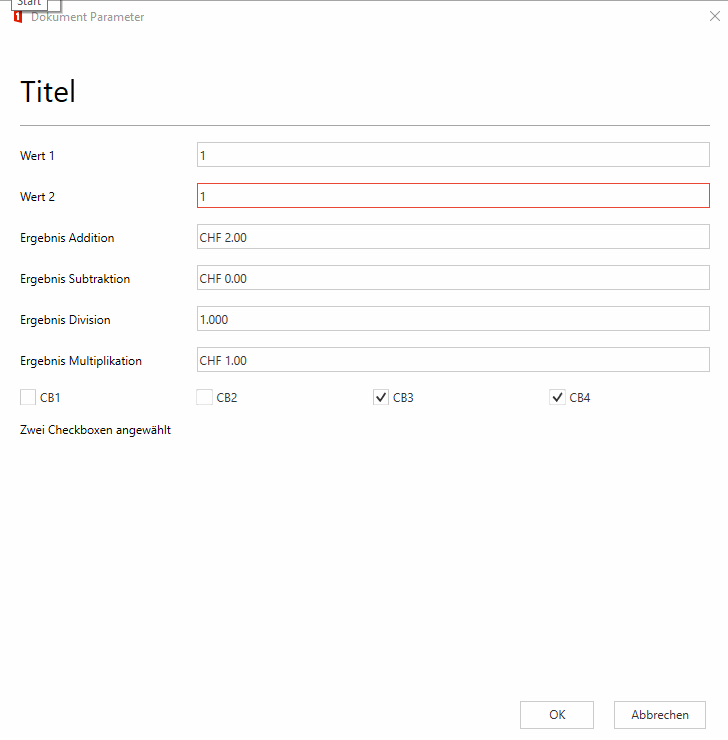 Start
Dokument Parameter
Titel
Wert 1 1
Wert 2 1
Ergebnis Addition CHF 2.00
Ergebnis Subtraktion CHF 0.00
Ergebnis Division 1.000
Ergebnis Multiplikation CHF 1.00
CB1 CB2 CB3 CB4
Zwei Checkboxen angewählt
OK Abbrechen